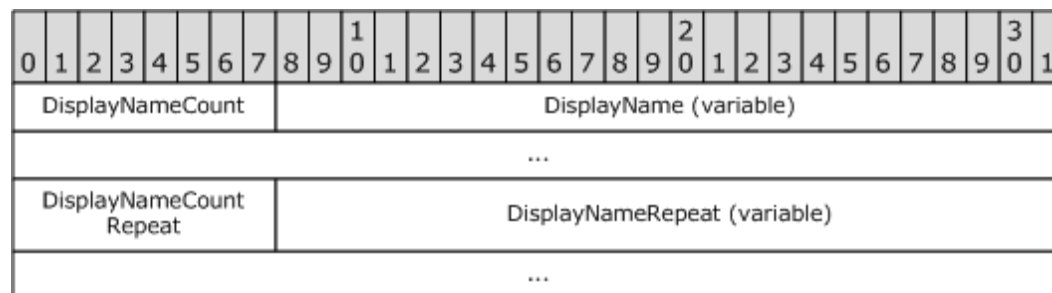 1 2 3
0 1 2 3 4 5 6 7 8 9 0 1 2 3 4 5 6 7 8 9 0 1 2 3 4 5 6 7 8 9 0 1
DisplayNameCount DisplayName (variable)
...
DisplayNameCount
Repeat
DisplayNameRepeat (variable)
...